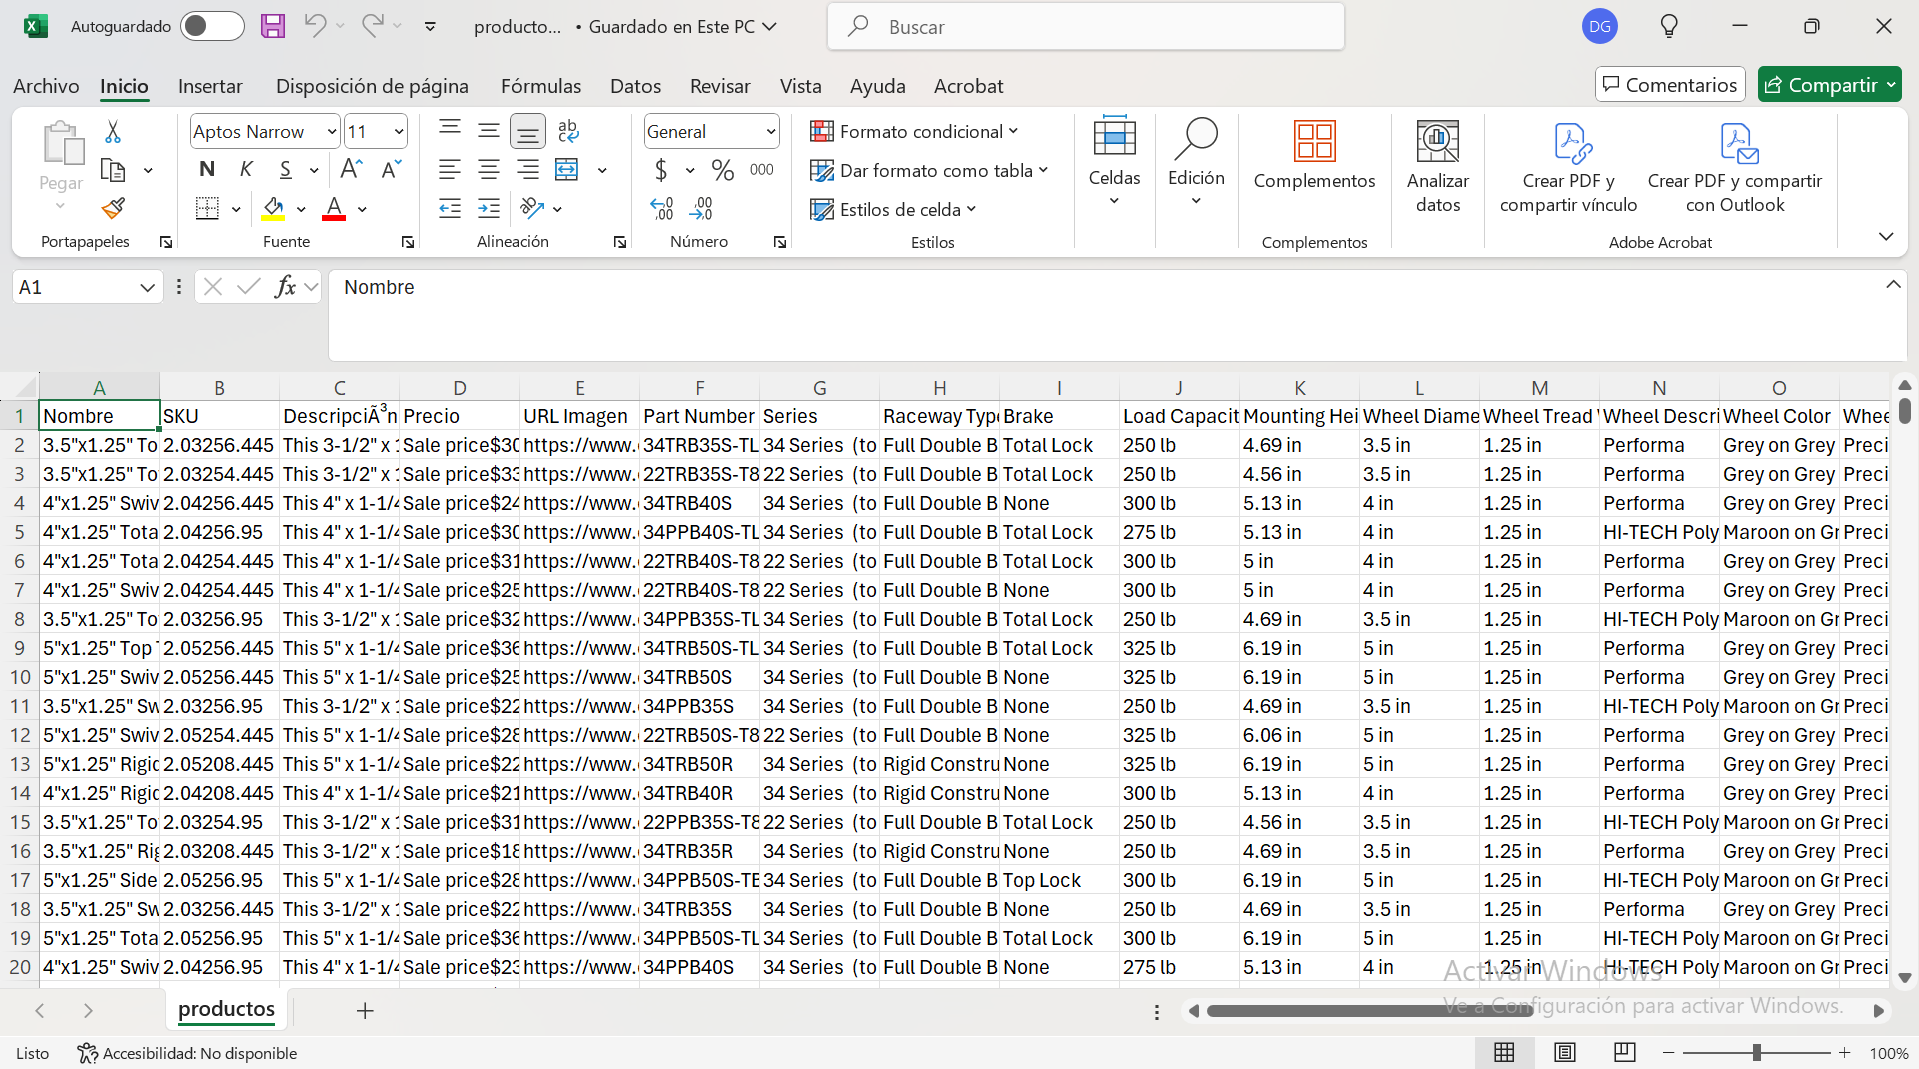 Autoguardado producto... • Guardado en Este PC Buscar DG
Archivo Inicio Insertar Disposición de página Fórmulas Datos Revisar Vista Ayuda Acrobat Comentarios Compartir
Pegar
Portapapeles
Aptos Narrow 11
N K S A A
A
Fuente
ab
Alineación
General
$ % 000
Número
Formato condicional
Dar formato como tabla
Estilos de celda
Estilos
Celdas
Edición
Complementos
Complementos
Analizar
datos
Crear PDF y
compartir vínculo
Crear PDF y compartir
con Outlook
Adobe Acrobat
A1 fx Nombre
A B C D E F G H I J K L M N O
1 Nombre SKU DescripciÃ³n Precio URL Imagen Part Number Series Raceway Type Brake Load Capacit Mounting Hei Wheel Diame Wheel Tread Wheel Descri Wheel Color Whee
2 3.5"x1.25" To 2.03256.445 This 3-1/2" x 1 Sale price$30 https://www. 34TRB35S-TL 34 Series (to Full Double B Total Lock 250 lb 4.69 in 3.5 in 1.25 in Performa Grey on Grey Preci
3 3.5"x1.25" To 2.03254.445 This 3-1/2" x 1 Sale price$33 https://www. 22TRB35S-T8 22 Series (to Full Double B Total Lock 250 lb 4.56 in 3.5 in 1.25 in Performa Grey on Grey Preci
4 4"x1.25" Swiv 2.04256.445 This 4" x 1-1/4 Sale price$24 https://www. 34TRB40S 34 Series (to Full Double B None 300 lb 5.13 in 4 in 1.25 in Performa Grey on Grey Preci
5 4"x1.25" Tota 2.04256.95 This 4" x 1-1/4 Sale price$30 https://www. 34PPB40S-TL 34 Series (to Full Double B Total Lock 275 lb 5.13 in 4 in 1.25 in HI-TECH Poly Maroon on Gr Preci
6 4"x1.25" Tota 2.04254.445 This 4" x 1-1/4 Sale price$31 https://www. 22TRB40S-T8 22 Series (to Full Double B Total Lock 300 lb 5 in 4 in 1.25 in Performa Grey on Grey Preci
7 4"x1.25" Swiv 2.04254.445 This 4" x 1-1/4 Sale price$25 https://www. 22TRB40S-T8 22 Series (to Full Double B None 300 lb 5 in 4 in 1.25 in Performa Grey on Grey Preci
8 3.5"x1.25" To 2.03256.95 This 3-1/2" x 1 Sale price$32 https://www. 34PPB35S-TL 34 Series (to Full Double B Total Lock 250 lb 4.69 in 3.5 in 1.25 in HI-TECH Poly Maroon on Gr Preci
9 5"x1.25" Top 2.05256.445 This 5" x 1-1/4 Sale price$36 https://www. 34TRB50S-TL 34 Series (to Full Double B Total Lock 325 lb 6.19 in 5 in 1.25 in Performa Grey on Grey Preci
10 5"x1.25" Swiv 2.05256.445 This 5" x 1-1/4 Sale price$25 https://www. 34TRB50S 34 Series (to Full Double B None 325 lb 6.19 in 5 in 1.25 in Performa Grey on Grey Preci
11 3.5"x1.25" Sw 2.03256.95 This 3-1/2" x 1 Sale price$22 https://www. 34PPB35S 34 Series (to Full Double B None 250 lb 4.69 in 3.5 in 1.25 in HI-TECH Poly Maroon on Gr Preci
12 5"x1.25" Swiv 2.05254.445 This 5" x 1-1/4 Sale price$28 https://www. 22TRB50S-T8 22 Series (to Full Double B None 325 lb 6.06 in 5 in 1.25 in Performa Grey on Grey Preci
13 5"x1.25" Rigid 2.05208.445 This 5" x 1-1/4 Sale price$22 https://www. 34TRB50R 34 Series (to Rigid Constru None 325 lb 6.19 in 5 in 1.25 in Performa Grey on Grey Preci
14 4"x1.25" Rigid 2.04208.445 This 4" x 1-1/4 Sale price$21 https://www. 34TRB40R 34 Series (to Rigid Constru None 300 lb 5.13 in 4 in 1.25 in Performa Grey on Grey Preci
15 3.5"x1.25" To 2.03254.95 This 3-1/2" x 1 Sale price$31 https://www. 22PPB35S-T8 22 Series (to Full Double B Total Lock 250 lb 4.56 in 3.5 in 1.25 in HI-TECH Poly Maroon on Gr Preci
16 3.5"x1.25" Rig 2.03208.445 This 3-1/2" x 1 Sale price$18 https://www. 34TRB35R 34 Series (to Rigid Constru None 250 lb 4.69 in 3.5 in 1.25 in Performa Grey on Grey Preci
17 5"x1.25" Side 2.05256.95 This 5" x 1-1/4 Sale price$28 https://www. 34PPB50S-TE 34 Series (to Full Double B Top Lock 300 lb 6.19 in 5 in 1.25 in HI-TECH Poly Maroon on Gr Preci
18 3.5"x1.25" Sw 2.03256.445 This 3-1/2" x 1 Sale price$22 https://www. 34TRB35S 34 Series (to Full Double B None 250 lb 4.69 in 3.5 in 1.25 in Performa Grey on Grey Preci
19 5"x1.25" Tota 2.05256.95 This 5" x 1-1/4 Sale price$36 https://www. 34PPB50S-TL 34 Series (to Full Double B Total Lock 300 lb 6.19 in 5 in 1.25 in HI-TECH Poly Maroon on Gr Preci
20 4"x1.25" Swiv 2.04256.95 This 4" x 1-1/4 Sale price$23 https://www. 34PPB40S 34 Series (to Full Double B None 275 lb 5.13 in 4 in 1.25 in HI-TECH Poly Maroon on Gr Preci
Activar Windows
Ve a Configuración para activar Windows.
productos
Listo Accesibilidad: No disponible 100%